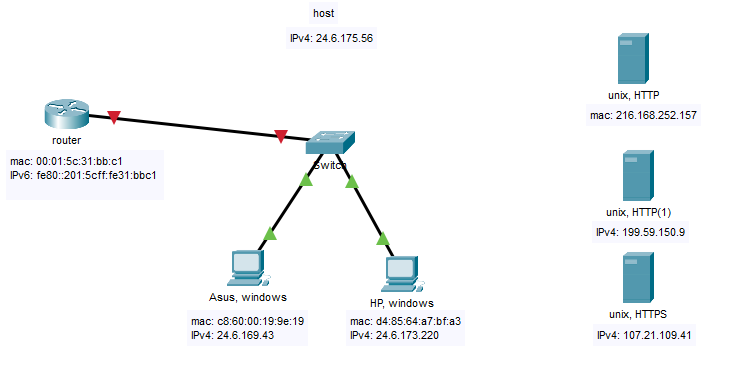 host
IPv4: 24.6.175.56
unix, HTTP
mac: 216.168.252.157
router
mac: 00:01:5c:31:bb:c1
IPv6: fe80::201:5cff:fe31:bbc1
Switch
unix, HTTP(1)
IPv4: 199.59.150.9
Asus, windows
mac: c8:60:00:19:9e:19
IPv4: 24.6.169.43
HP, windows
mac: d4:85:64:a7:bf:a3
IPv4: 24.6.173.220
unix, HTTPS
IPv4: 107.21.109.41